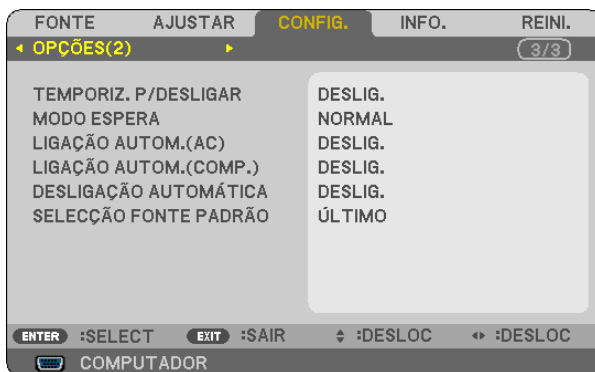 FONTE AJUSTAR CONFIG. INFO. REINI.
OPÇÕES(2) 3/3
TEMPORIZ. P/DESLIGAR DESLIG.
MODO ESPERA NORMAL
LIGAÇÃO AUTOM.(AC) DESLIG.
LIGAÇÃO AUTOM.(COMP.) DESLIG.
DESLIGAÇÃO AUTOMÁTICA DESLIG.
SELECÇÃO FONTE PADRÃO ÚLTIMO
ENTER :SELECT EXIT :SAIR :DESLOC :DESLOC
COMPUTADOR